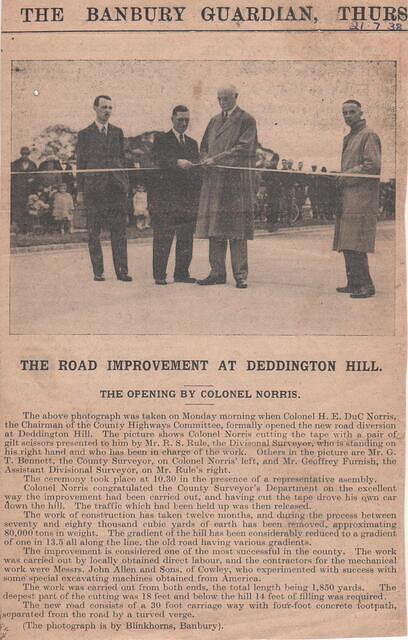 THE BANBURY GUARDIAN, THURS
21-7-38
THE ROAD IMPROVEMENT AT DEDDINGTON HILL.
THE OPENING BY COLONEL NORRIS.
The above photograph was taken on Monday morning when Colonel H. E. DuC Norris,
the Chairman of the County Highways Committee, formally opened the new road diversion
at Deddington Hill. The picture shows Colonel Norris cutting the tape with a pair of
gilt scissors presented to him by Mr. R. S. Rule, the Divisonal Surveyor, who is standing on
his right hand and who has been in charge of the work. Others in the picture are Mr. G.
T. Bennett, the County Surveyor, on Colonel Norris' left, and Mr. Geoffrey Furnish, the
Assistant Divisional Surveyor, on Mr. Rule's right.
The ceremony took place at 10.30 in the presence of a representative assembly.
Colonel Norris congratulated the County Surveyor's Department on the excellent
way the improvement had been carried out, and having cut the tape drove his own car
down the hill. The traffic which had been held up was then released.
The work of construction has taken twelve months, and during the process between
seventy and eighty thousand cubic yards of earth has been removed, approximating
80,000 tons in weight. The gradient of the hill has been considerably reduced to a gradient
of one in 13.5 all along the line, the old road having various gradients.
The improvement is considered one of the most successful in the county. The work
was carried out by locally obtained direct labour, and the contractors for the mechanical
work were Messrs. John Allen and Sons, of Cowley, who experimented with success with
some special excavating machines obtained from America.
The work was carried out from both ends, the total length being 1,850 yards. The
deepest part of the cutting was 18 feet and below the hill 14 feet of filling was required.
The new road consists of a 30 foot carriage way with four-foot concrete footpath,
separated from the road by a turved verge.
(The photograph is by Blinkhorns, Banbury).